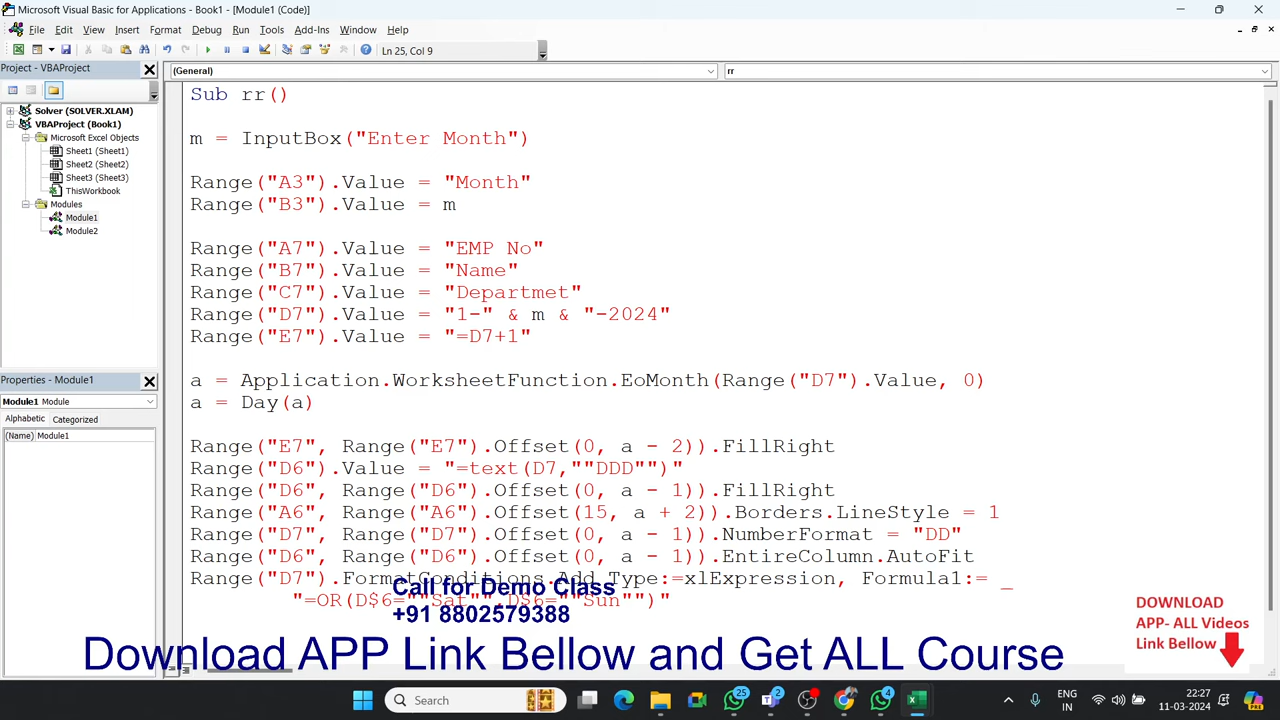 Microsoft Visual Basic for Applications - Book1 - [Module1 (Code)]
File Edit View Insert Format Debug Run Tools Add-Ins Window Help
Ln 25, Col 9
Project - VBAProject
(General)
rr
Solver (SOLVER.XLAM)
VBAProject (Book1)
Microsoft Excel Objects
Sheet1 (Sheet1)
Sheet2 (Sheet2)
Sheet3 (Sheet3)
ThisWorkbook
Modules
Module1
Module2
Properties - Module1
Module1 Module
Alphabetic Categorized
(Name) Module1
Sub rr()
m = InputBox("Enter Month")
Range("A3").Value = "Month"
Range("B3").Value = m
Range("A7").Value = "EMP No"
Range("B7").Value = "Name"
Range("C7").Value = "Departmet"
Range("D7").Value = "1-" & m & "-2024"
Range("E7").Value = "=D7+1"
a = Application.WorksheetFunction.EoMonth(Range("D7").Value, 0)
a = Day(a)
Range("E7", Range("E7").Offset(0, a - 2)).FillRight
Range("D6").Value = "=text(D7,""DDD"")"
Range("D6", Range("D6").Offset(0, a - 1)).FillRight
Range("A6", Range("A6").Offset(15, a + 2)).Borders.LineStyle = 1
Range("D7", Range("D7").Offset(0, a - 1)).NumberFormat = "DD"
Range("D6", Range("D6").Offset(0, a - 1)).EntireColumn.AutoFit
Range("D7").FormatConditions.Add Type:=xlExpression, Formula1:= _
"=OR(D$6=""Sat"",D$6=""Sun"")"
Call for Demo Class
+91 8802579388
Download APP Link Bellow and Get ALL Course
DOWNLOAD
APP- ALL Videos
Link Bellow
Search
25
2
4
ENG
IN
22:27
11-03-2024